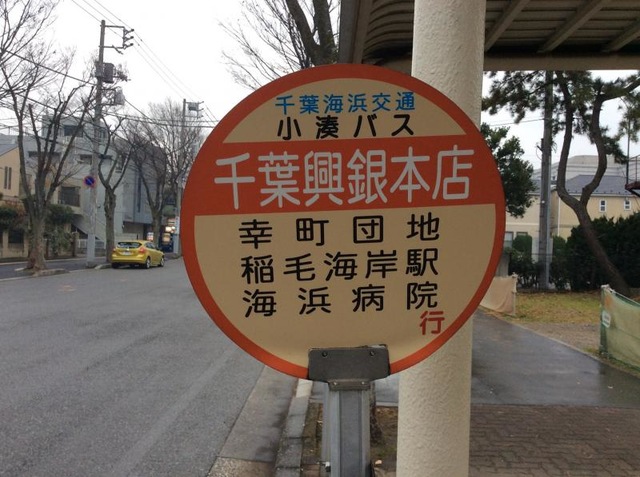 千葉海浜交通
小湊バス
千葉興銀本店
幸町団地
稲毛海岸駅
海浜病院
行